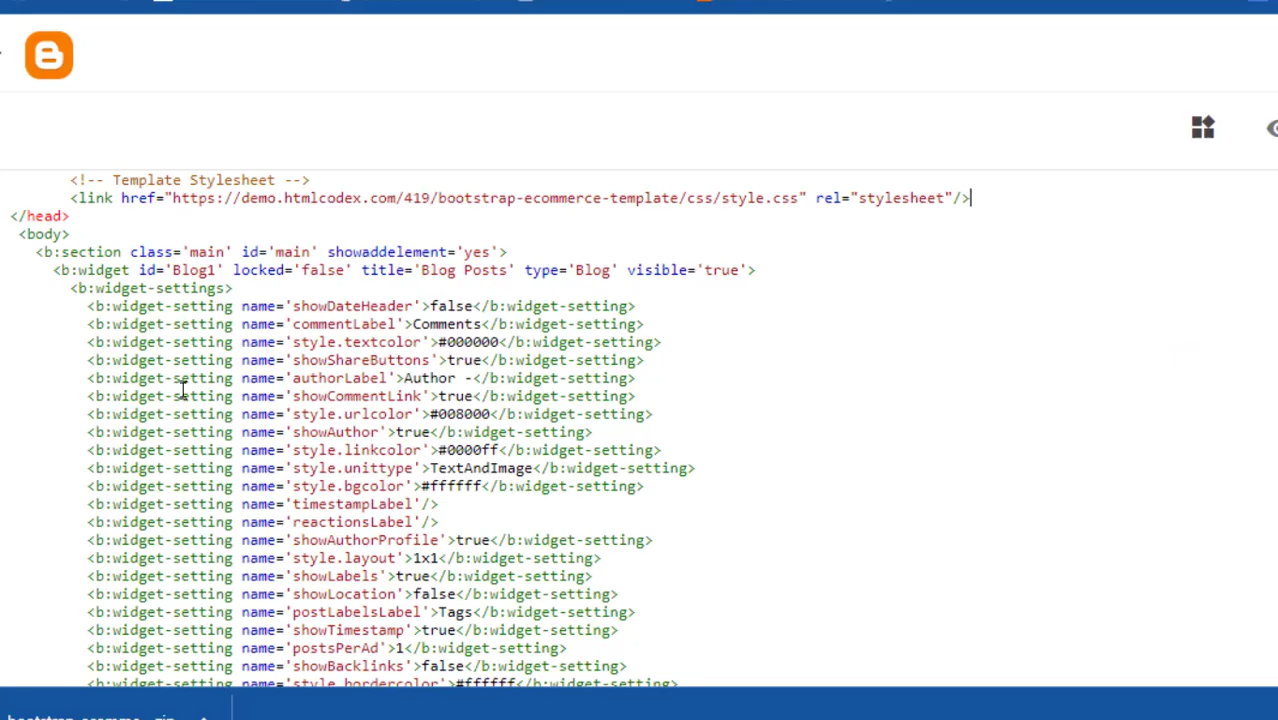 <!-- Template Stylesheet -->
<link href="https://demo.htmlcodex.com/419/bootstrap-ecommerce-template/css/style.css" rel="stylesheet"/>
</head>
<body>
<b:section class='main' id='main' showaddelement='yes'>
<b:widget id='Blog1' locked='false' title='Blog Posts' type='Blog' visible='true'>
<b:widget-settings>
<b:widget-setting name='showDateHeader'>false</b:widget-setting>
<b:widget-setting name='commentLabel'>Comments</b:widget-setting>
<b:widget-setting name='style.textcolor'>#000000</b:widget-setting>
<b:widget-setting name='showShareButtons'>true</b:widget-setting>
<b:widget-setting name='authorLabel'>Author -</b:widget-setting>
<b:widget-setting name='showCommentLink'>true</b:widget-setting>
<b:widget-setting name='style.urlcolor'>#008000</b:widget-setting>
<b:widget-setting name='showAuthor'>true</b:widget-setting>
<b:widget-setting name='style.linkcolor'>#0000ff</b:widget-setting>
<b:widget-setting name='style.unittype'>TextAndImage</b:widget-setting>
<b:widget-setting name='style.bgcolor'>#ffffff</b:widget-setting>
<b:widget-setting name='timestampLabel'/>
<b:widget-setting name='reactionsLabel'/>
<b:widget-setting name='showAuthorProfile'>true</b:widget-setting>
<b:widget-setting name='style.layout'>1x1</b:widget-setting>
<b:widget-setting name='showLabels'>true</b:widget-setting>
<b:widget-setting name='showLocation'>false</b:widget-setting>
<b:widget-setting name='postLabelsLabel'>Tags</b:widget-setting>
<b:widget-setting name='showTimestamp'>true</b:widget-setting>
<b:widget-setting name='postsPerAd'>1</b:widget-setting>
<b:widget-setting name='showBacklinks'>false</b:widget-setting>
<b:widget-setting name='style.bordercolor'>#ffffff</b:widget-setting>